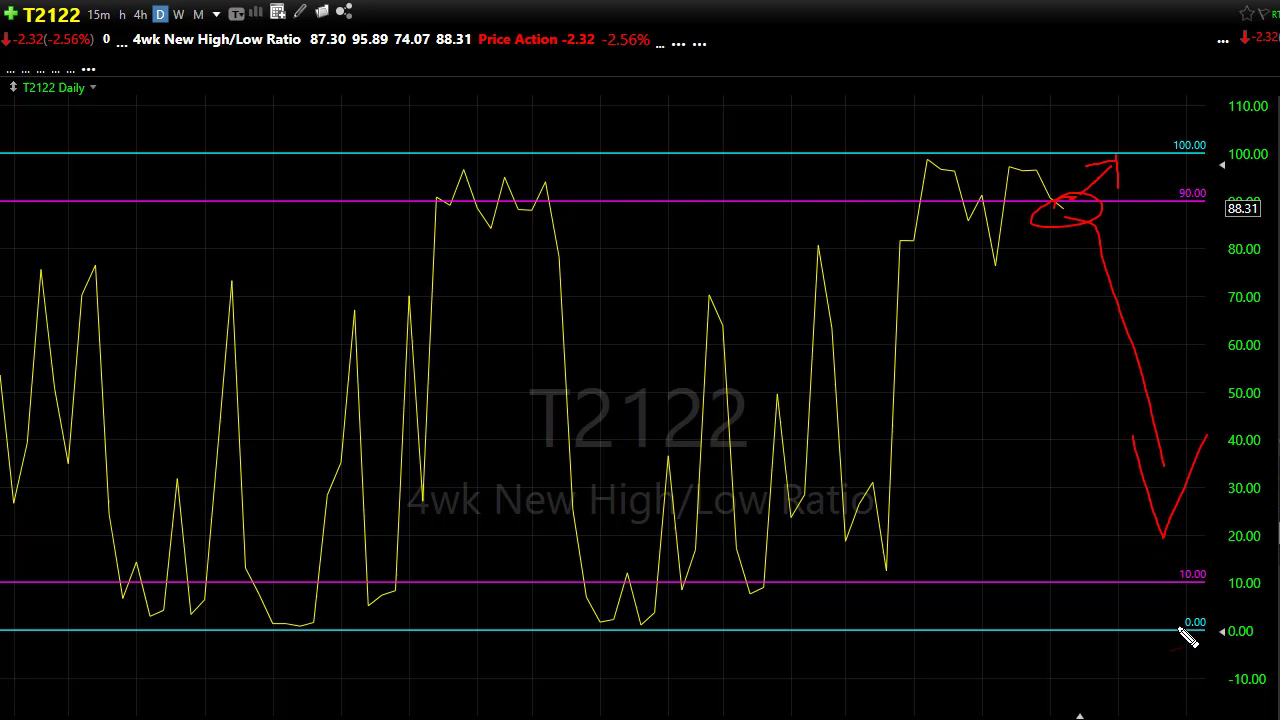 T2122 15m h 4h D W M
-2.32(-2.56%) 0 ... 4wk New High/Low Ratio 87.30 95.89 74.07 88.31 Price Action -2.32 -2.56% ... ... ... ... -2.32(
... ... ... ... ... ...
T2122 Daily
110.00
100.00 100.00
90.00
88.31
80.00
70.00
60.00
50.00
T2122
40.00
30.00
4wk New High/Low Ratio
20.00
10.00 10.00
0.00 0.00
-10.00